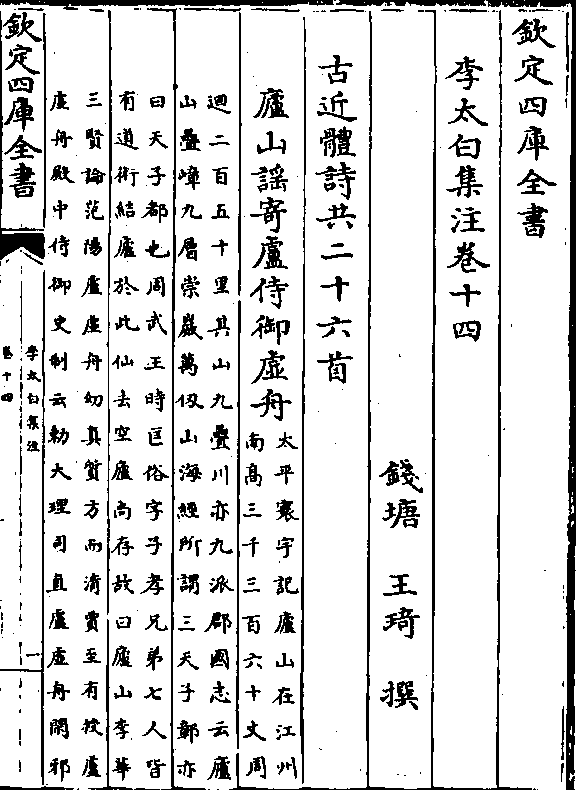 欽定四庫全書
李太白集注卷十四
錢塘 王琦 撰
古近體詩共二十六首
廬山謠寄盧侍御虛舟
太平寰宇記廬山在江州
南高三千三百六十丈周
迴二百五十里其山九疊川亦九派郡國志云廬
山疊嶂九層崇巖萬仞山海經所謂三天子鄣亦
曰天子都也周武王時匡俗字子孝兄弟七人皆
有道術結廬於此仙去空廬尚存故曰廬山李華
三賢論范陽盧虛舟幼真質方而清賈至有授盧
虛舟殿中侍御史制云勅大理司直盧虛舟閑邪
欽定四庫全書
李太白集注
卷十四
一